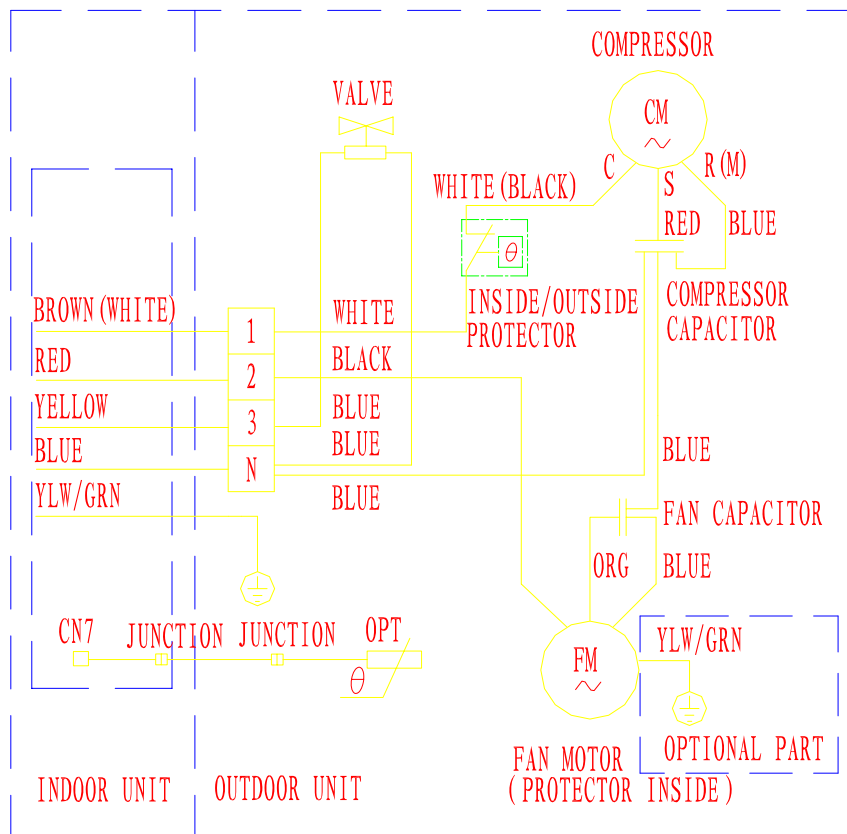 COMPRESSOR
VALVE
CM
C
S
R(M)
WHITE(BLACK)
RED
BLUE
θ
INSIDE/OUTSIDE
PROTECTOR
COMPRESSOR
CAPACITOR
BROWN(WHITE)
1
WHITE
RED
2
BLACK
YELLOW
3
BLUE
BLUE
N
BLUE
BLUE
YLW/GRN
BLUE
FAN CAPACITOR
ORG
BLUE
CN7
JUNCTION
JUNCTION
OPT
θ
FM
YLW/GRN
OPTIONAL PART
FAN MOTOR
(PROTECTOR INSIDE)
INDOOR UNIT
OUTDOOR UNIT